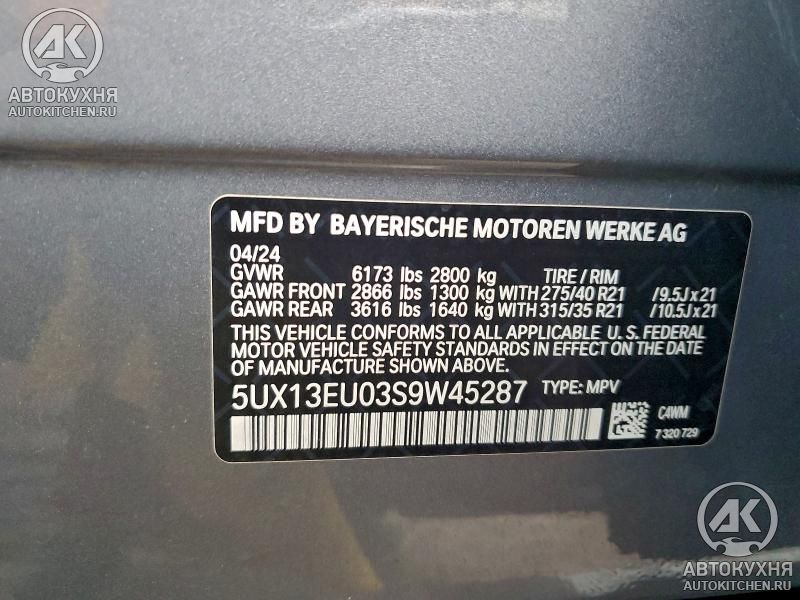 AK
АВТОКУХНЯ
AUTOKITCHEN.RU
MFD BY BAYERISCHE MOTOREN WERKE AG
04/24
GVWR 6173 lbs 2800 kg TIRE / RIM
GAWR FRONT 2866 lbs 1300 kg WITH 275/40 R21 /9.5J x 21
GAWR REAR 3616 lbs 1640 kg WITH 315/35 R21 /10.5J x 21
THIS VEHICLE CONFORMS TO ALL APPLICABLE U.S. FEDERAL
MOTOR VEHICLE SAFETY STANDARDS IN EFFECT ON THE DATE
OF MANUFACTURE SHOWN ABOVE.
5UX13EU03S9W45287 TYPE: MPV
C4WM
7 320 729
AK
АВТОКУХНЯ
AUTOKITCHEN.RU